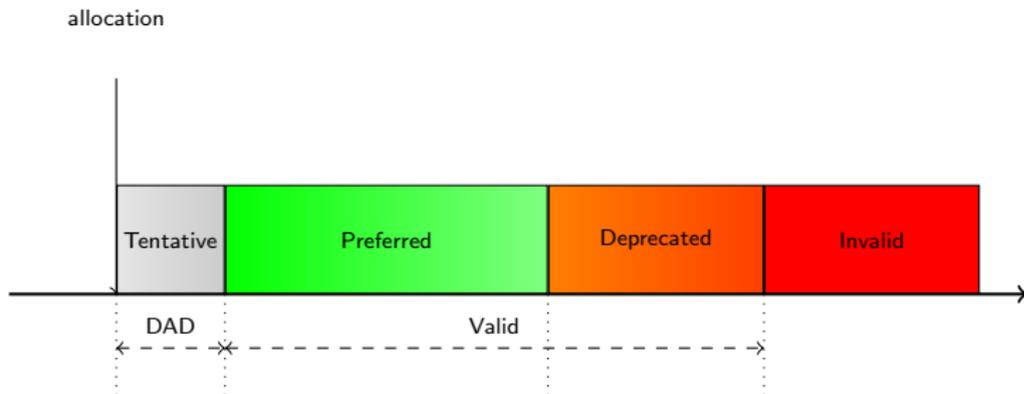 allocation
Tentative
Preferred
Deprecated
Invalid
DAD
Valid